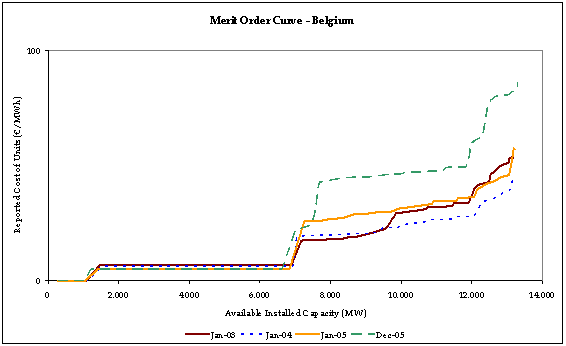 Merit Order Curve - Belgium
Reported Cost of Units (€/MWh)
100
0
0 2.000 4.000 6.000 8.000 10.000 12.000 14.000
Available Installed Capacity (MW)
Jan-03 Jan-04 Jan-05 Dec-05